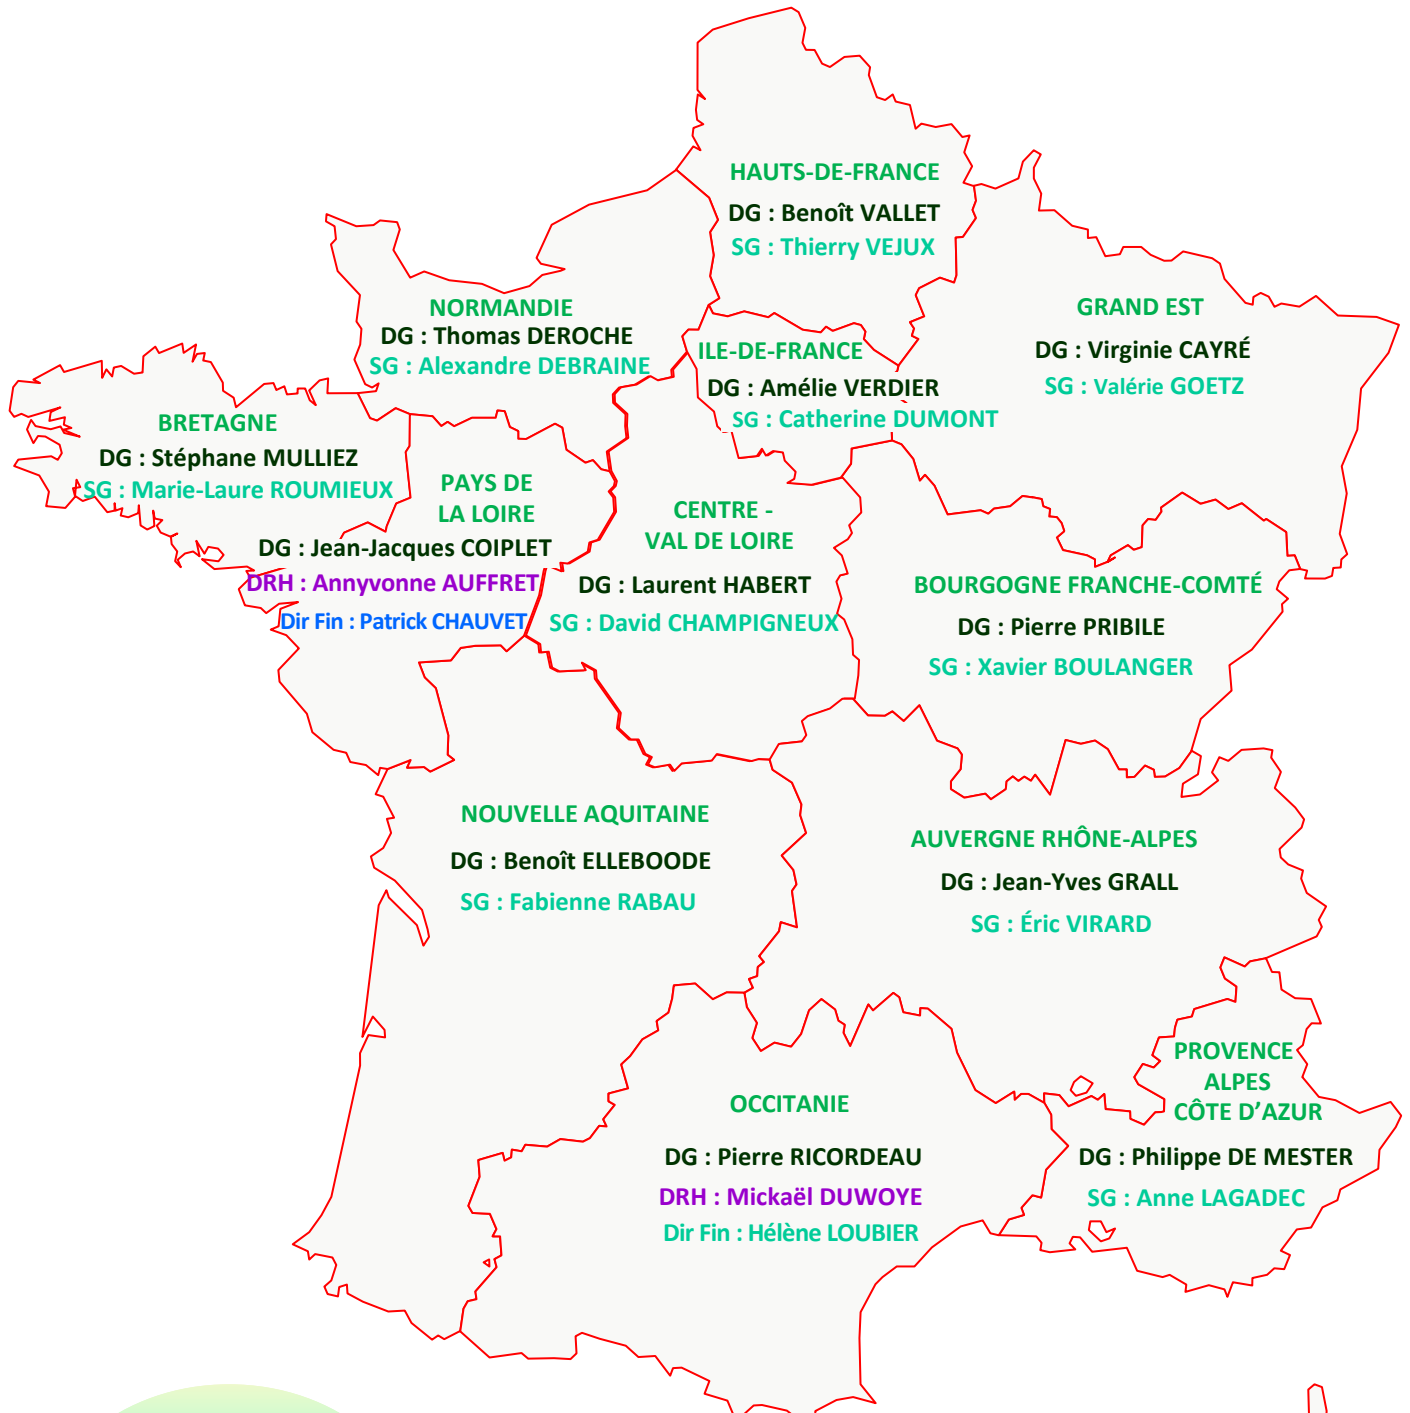 HAUTS-DE-FRANCE
DG : Benoît VALLET
SG : Thierry VEJUX
NORMANDIE
DG : Thomas DEROCHE
SG : Alexandre DEBRAINE
ILE-DE-FRANCE
DG : Amélie VERDIER
SG : Catherine DUMONT
GRAND EST
DG : Virginie CAYRÉ
SG : Valérie GOETZ
BRETAGNE
DG : Stéphane MULLIEZ
SG : Marie-Laure ROUMIEUX
PAYS DE
LA LOIRE
DG : Jean-Jacques COIPLET
DRH : Annyvonne AUFFRET
Dir Fin : Patrick CHAUVET
CENTRE -
VAL DE LOIRE
DG : Laurent HABERT
SG : David CHAMPIGNEUX
BOURGOGNE FRANCHE-COMTÉ
DG : Pierre PRIBILE
SG : Xavier BOULANGER
NOUVELLE AQUITAINE
DG : Benoît ELLEBOODE
SG : Fabienne RABAU
AUVERGNE RHÔNE-ALPES
DG : Jean-Yves GRALL
SG : Éric VIRARD
OCCITANIE
DG : Pierre RICORDEAU
DRH : Mickaël DUWOYE
Dir Fin : Hélène LOUBIER
PROVENCE
ALPES
CÔTE D’AZUR
DG : Philippe DE MESTER
SG : Anne LAGADEC